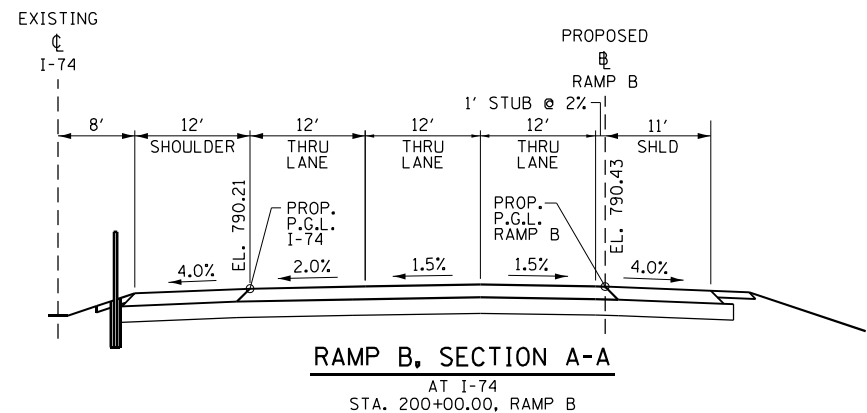 EXISTING
℄
I-74
PROPOSED
B̲L̲
RAMP B
1' STUB @ 2%
8'
12'
SHOULDER
12'
THRU
LANE
12'
THRU
LANE
12'
THRU
LANE
11'
SHLD
EL. 790.21
PROP.
P.G.L.
I-74
PROP.
P.G.L.
RAMP B
EL. 790.43
4.0%
2.0%
1.5%
1.5%
4.0%
RAMP B, SECTION A-A
AT I-74
STA. 200+00.00, RAMP B